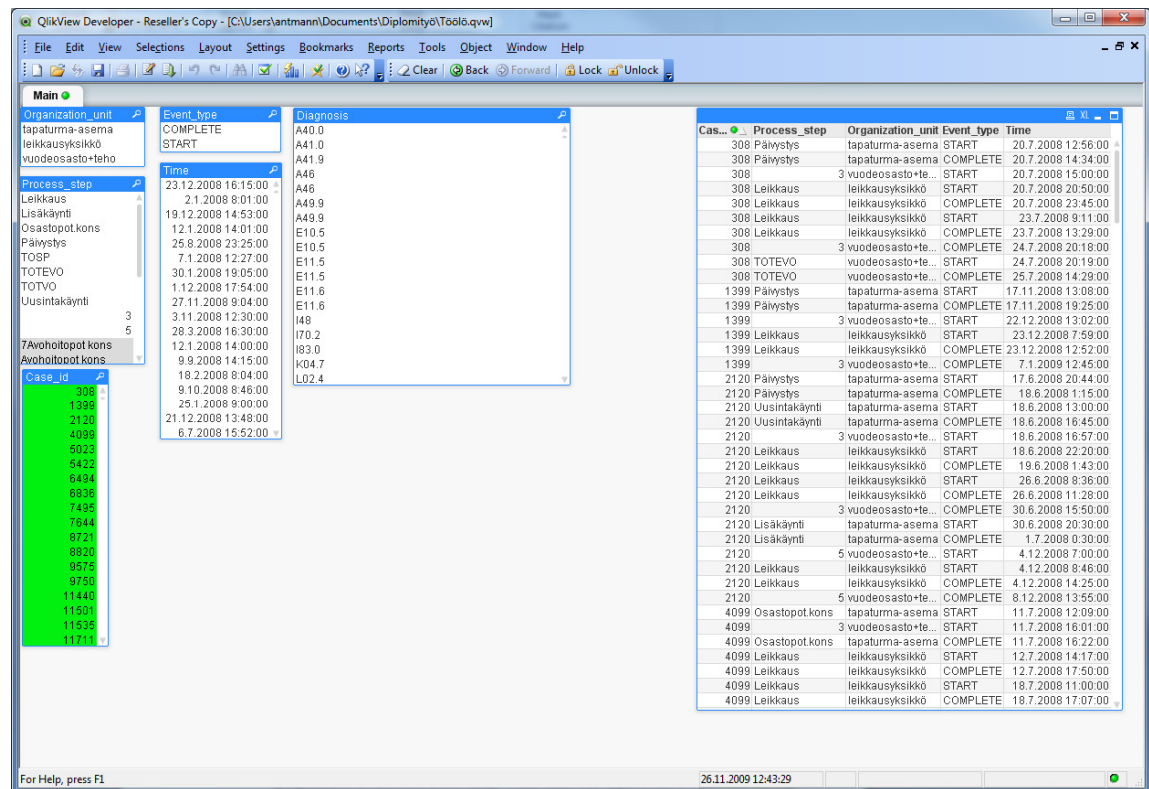 QlikView Developer - Reseller's Copy - [C:\Users\antmann\Documents\Diplomityö\Töölö.qvw]
File Edit View Selections Layout Settings Bookmarks Reports Tools Object Window Help
Clear Back Forward Lock Unlock
Main
Organization_unit
tapaturma-asema
leikkausyksikkö
vuodeosasto+teho
Process_step
Leikkaus
Lisäkäynti
Osastopot.kons
Päivystys
TOSP
TOTEVO
TOTVO
Uusintakäynti
3
5
7Avohoitopot kons
Avohoitopot kons
Case_id
308
1399
2120
4099
5023
5422
6494
6836
7495
7644
8721
8820
9575
9750
11440
11501
11535
11711
Event_type
COMPLETE
START
Time
23.12.2008 16:15:00
2.1.2008 8:01:00
19.12.2008 14:53:00
12.1.2008 14:01:00
25.8.2008 23:25:00
7.1.2008 12:27:00
30.1.2008 19:05:00
1.12.2008 17:54:00
27.11.2008 9:04:00
3.11.2008 12:30:00
28.3.2008 16:30:00
12.1.2008 14:00:00
9.9.2008 14:15:00
18.2.2008 8:04:00
9.10.2008 8:46:00
25.1.2008 9:00:00
21.12.2008 13:48:00
6.7.2008 15:52:00
Diagnosis
A40.0
A41.0
A41.9
A46
A46
A49.9
A49.9
E10.5
E10.5
E11.5
E11.5
E11.6
E11.6
I48
I70.2
I83.0
K04.7
L02.4
XL
Cas... Process_step Organization_unit Event_type Time
308 Päivystys tapaturma-asema START 20.7.2008 12:56:00
308 Päivystys tapaturma-asema COMPLETE 20.7.2008 14:34:00
308 3 vuodeosasto+te... START 20.7.2008 15:00:00
308 Leikkaus leikkausyksikkö START 20.7.2008 20:50:00
308 Leikkaus leikkausyksikkö COMPLETE 20.7.2008 23:45:00
308 Leikkaus leikkausyksikkö START 23.7.2008 9:11:00
308 Leikkaus leikkausyksikkö COMPLETE 23.7.2008 13:29:00
308 3 vuodeosasto+te... COMPLETE 24.7.2008 20:18:00
308 TOTEVO vuodeosasto+te... START 24.7.2008 20:19:00
308 TOTEVO vuodeosasto+te... COMPLETE 25.7.2008 14:29:00
1399 Päivystys tapaturma-asema START 17.11.2008 13:08:00
1399 Päivystys tapaturma-asema COMPLETE 17.11.2008 19:25:00
1399 3 vuodeosasto+te... START 22.12.2008 13:02:00
1399 Leikkaus leikkausyksikkö START 23.12.2008 7:59:00
1399 Leikkaus leikkausyksikkö COMPLETE 23.12.2008 12:52:00
1399 3 vuodeosasto+te... COMPLETE 7.1.2009 12:45:00
2120 Päivystys tapaturma-asema START 17.6.2008 20:44:00
2120 Päivystys tapaturma-asema COMPLETE 18.6.2008 1:15:00
2120 Uusintakäynti tapaturma-asema START 18.6.2008 13:00:00
2120 Uusintakäynti tapaturma-asema COMPLETE 18.6.2008 16:45:00
2120 3 vuodeosasto+te... START 18.6.2008 16:57:00
2120 Leikkaus leikkausyksikkö START 18.6.2008 22:20:00
2120 Leikkaus leikkausyksikkö COMPLETE 19.6.2008 1:43:00
2120 Leikkaus leikkausyksikkö START 26.6.2008 8:36:00
2120 Leikkaus leikkausyksikkö COMPLETE 26.6.2008 11:28:00
2120 3 vuodeosasto+te... COMPLETE 30.6.2008 15:50:00
2120 Lisäkäynti tapaturma-asema START 30.6.2008 20:30:00
2120 Lisäkäynti tapaturma-asema COMPLETE 1.7.2008 0:30:00
2120 5 vuodeosasto+te... START 4.12.2008 7:00:00
2120 Leikkaus leikkausyksikkö START 4.12.2008 8:46:00
2120 Leikkaus leikkausyksikkö COMPLETE 4.12.2008 14:25:00
2120 5 vuodeosasto+te... COMPLETE 8.12.2008 13:55:00
4099 Osastopot.kons tapaturma-asema START 11.7.2008 12:09:00
4099 3 vuodeosasto+te... START 11.7.2008 16:01:00
4099 Osastopot.kons tapaturma-asema COMPLETE 11.7.2008 16:22:00
4099 Leikkaus leikkausyksikkö START 12.7.2008 14:17:00
4099 Leikkaus leikkausyksikkö COMPLETE 12.7.2008 17:50:00
4099 Leikkaus leikkausyksikkö START 18.7.2008 11:00:00
4099 Leikkaus leikkausyksikkö COMPLETE 18.7.2008 17:07:00
For Help, press F1
26.11.2009 12:43:29